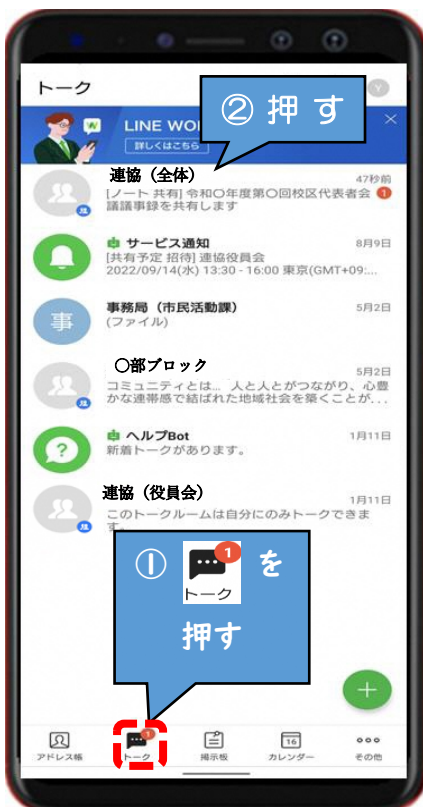 トーク
Y
② 押 す
LINE WO
詳しくはこちら
連協（全体）
47秒前
[ノート 共有] 令和〇年度第〇回校区代表者会
1
議議事録を共有します
サービス通知
8月9日
[共有予定 招待] 連協役員会
2022/09/14(水) 13:30 - 16:00 東京(GMT+09:...
事
事務局（市民活動課）
5月2日
(ファイル)
〇部ブロック
5月2日
コミュニティとは... 人と人とがつながり、心豊
かな連帯感で結ばれた地域社会を築くことが...
ヘルプBot
1月11日
新着トークがあります。
連協（役員会）
1月11日
このトークルームは自分にのみトークできま
す。
① 1 を
トーク
押す
アドレス帳
1
トーク
掲示板
16
カレンダー
その他